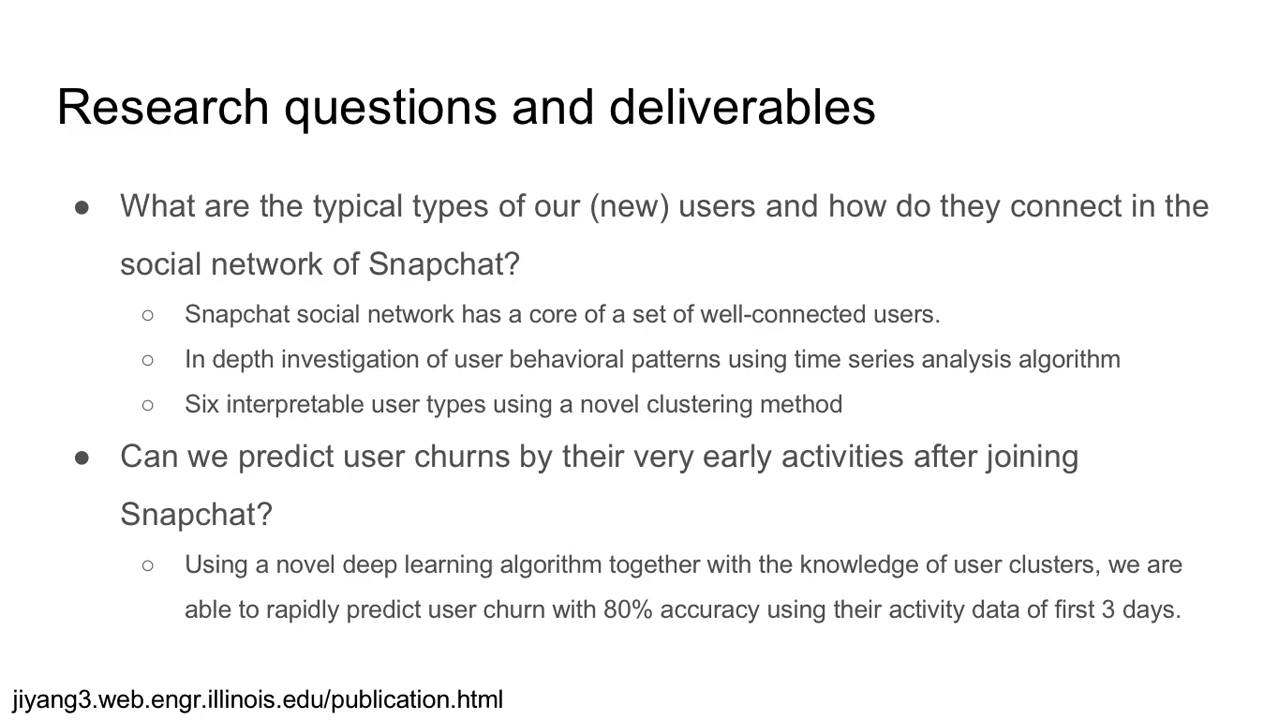 Research questions and deliverables
● What are the typical types of our (new) users and how do they connect in the
social network of Snapchat?
○ Snapchat social network has a core of a set of well-connected users.
○ In depth investigation of user behavioral patterns using time series analysis algorithm
○ Six interpretable user types using a novel clustering method
● Can we predict user churns by their very early activities after joining
Snapchat?
○ Using a novel deep learning algorithm together with the knowledge of user clusters, we are
able to rapidly predict user churn with 80% accuracy using their activity data of first 3 days.
jiyang3.web.engr.illinois.edu/publication.html